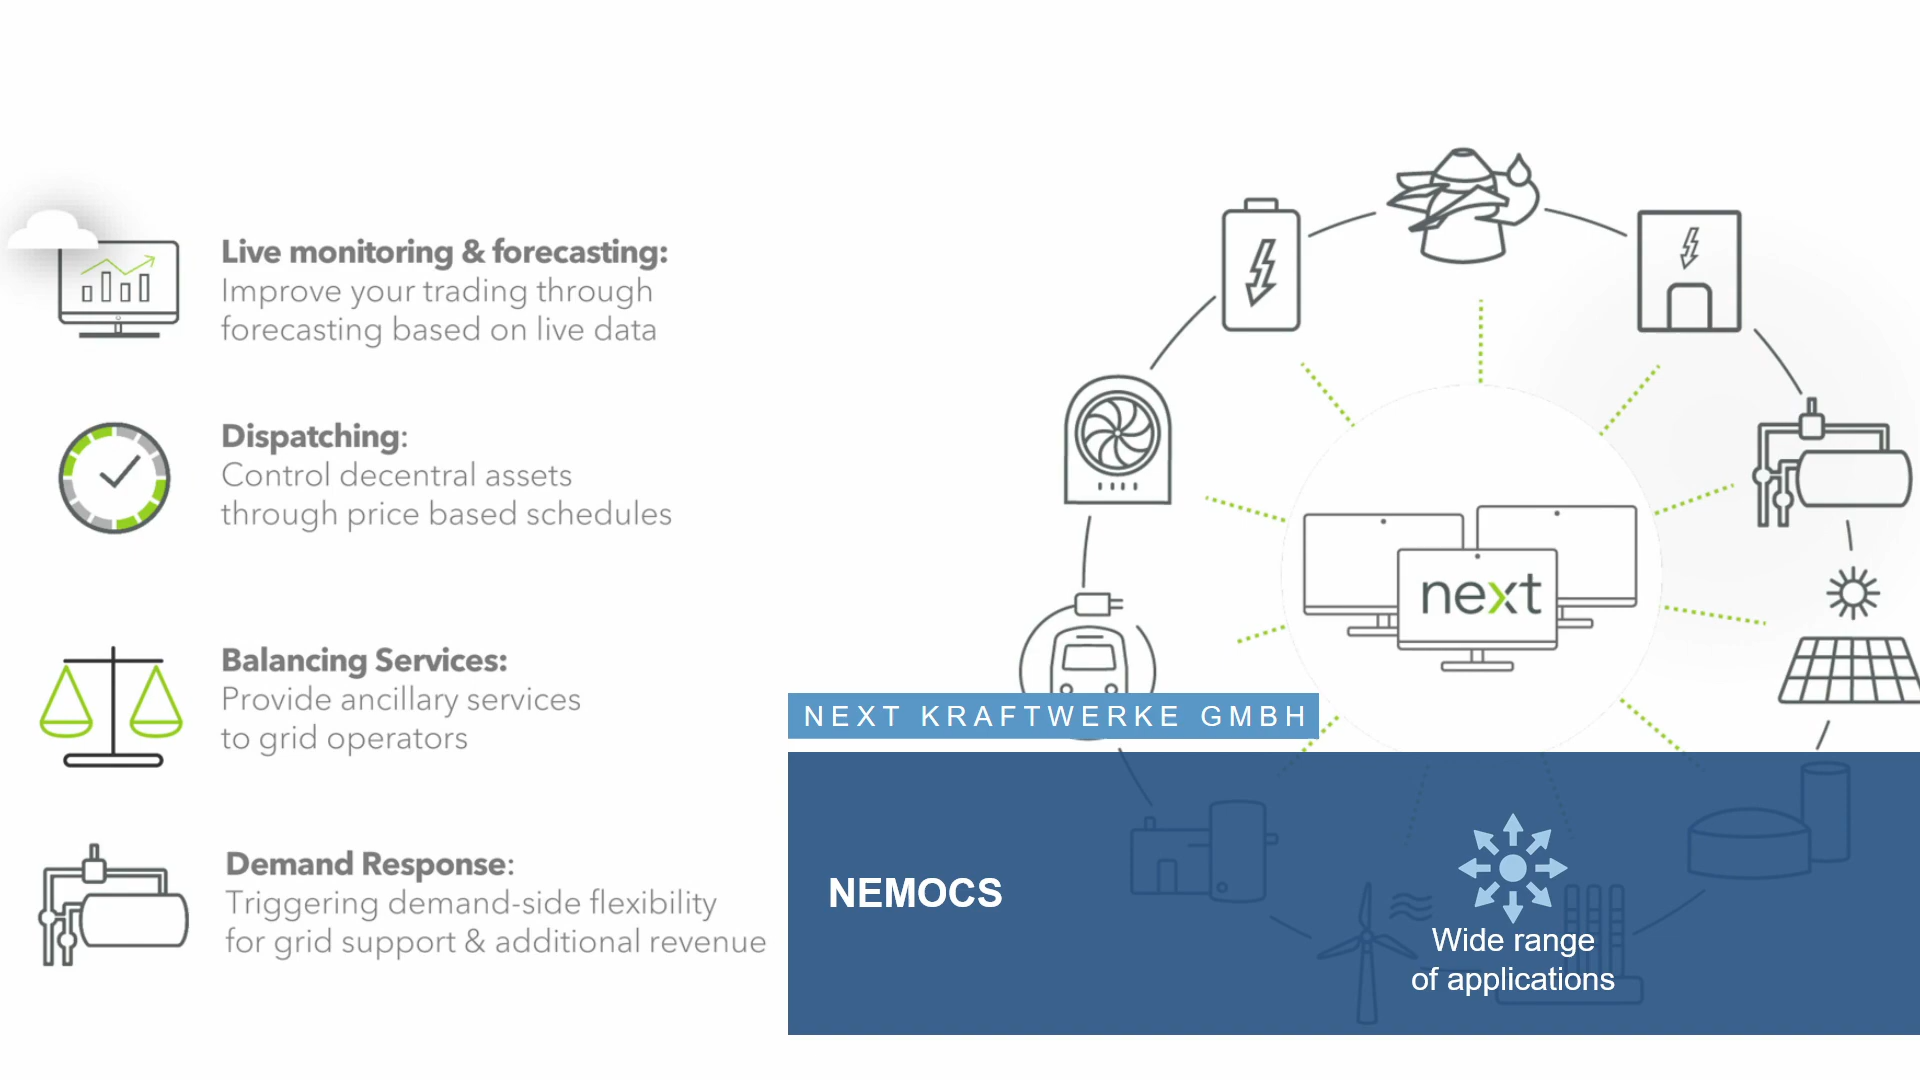 Live monitoring & forecasting:
Improve your trading through
forecasting based on live data
Dispatching:
Control decentral assets
through price based schedules
Balancing Services:
Provide ancillary services
to grid operators
Demand Response:
Triggering demand-side flexibility
for grid support & additional revenue
next
NEXT KRAFTWERKE GMBH
NEMOCS
Wide range
of applications